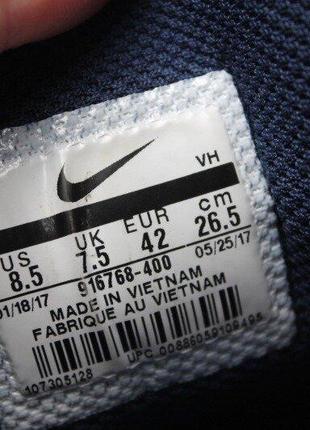 VH
US UK EUR cm
8.5 7.5 42 26.5
01/18/17 916768-400 05/25/17
MADE IN VIETNAM
FABRIQUE AU VIETNAM
107305128
UPC